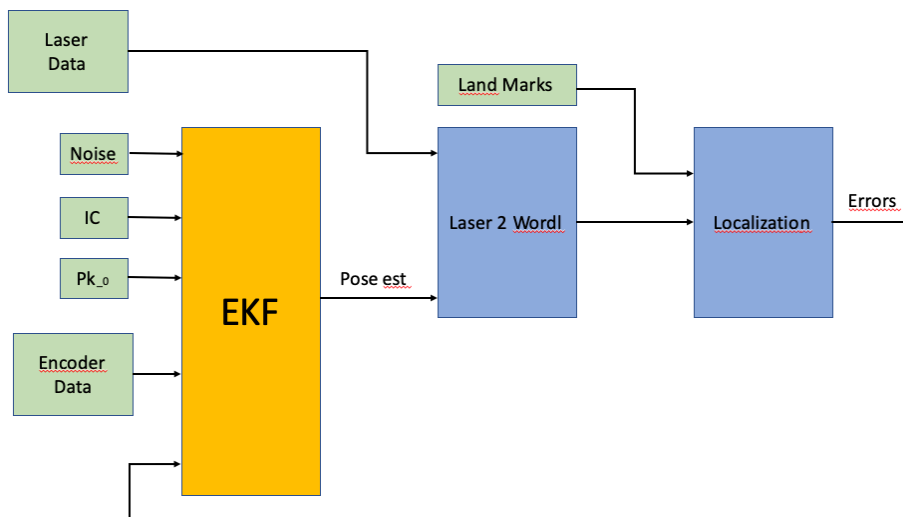 Laser
Data
Land Marks
Noise
IC
Pk_0
Encoder
Data
EKF
Pose est
Laser 2 Wordl
Localization
Errors